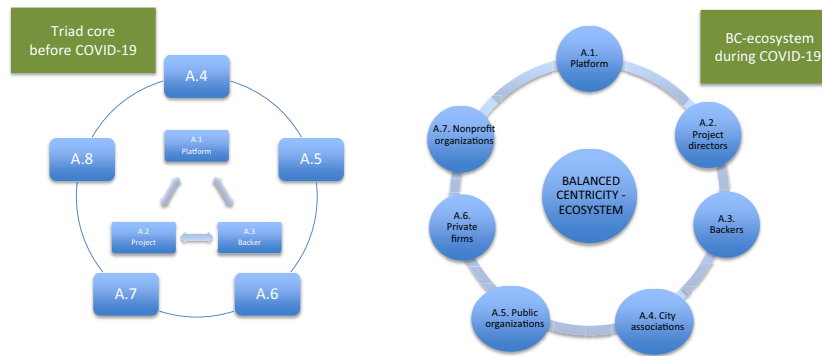 Triad core
before COVID-19
A.4
A.8
A.5
A.1
Platform
A.2
Project
A.3
Backer
A.7
A.6
BC-ecosystem
during COVID-19
A.1.
Platform
A.7. Nonprofit
organizations
A.2.
Project
directors
BALANCED
CENTRICITY -
ECOSYSTEM
A.6.
Private
firms
A.3.
Backers
A.5. Public
organizations
A.4. City
associations